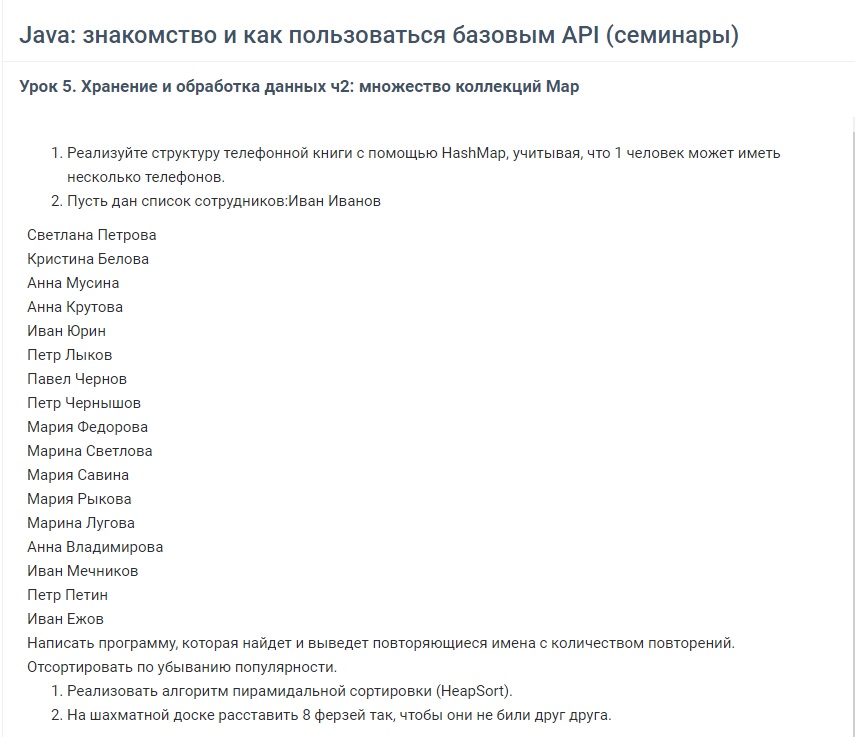 Java: знакомство и как пользоваться базовым API (семинары)
Урок 5. Хранение и обработка данных ч2: множество коллекций Map
1. Реализуйте структуру телефонной книги с помощью HashMap, учитывая, что 1 человек может иметь
несколько телефонов.
2. Пусть дан список сотрудников:Иван Иванов
Светлана Петрова
Кристина Белова
Анна Мусина
Анна Крутова
Иван Юрин
Петр Лыков
Павел Чернов
Петр Чернышов
Мария Федорова
Марина Светлова
Мария Савина
Мария Рыкова
Марина Лугова
Анна Владимирова
Иван Мечников
Петр Петин
Иван Ежов
Написать программу, которая найдет и выведет повторяющиеся имена с количеством повторений.
Отсортировать по убыванию популярности.
1. Реализовать алгоритм пирамидальной сортировки (HeapSort).
2. На шахматной доске расставить 8 ферзей так, чтобы они не били друг друга.